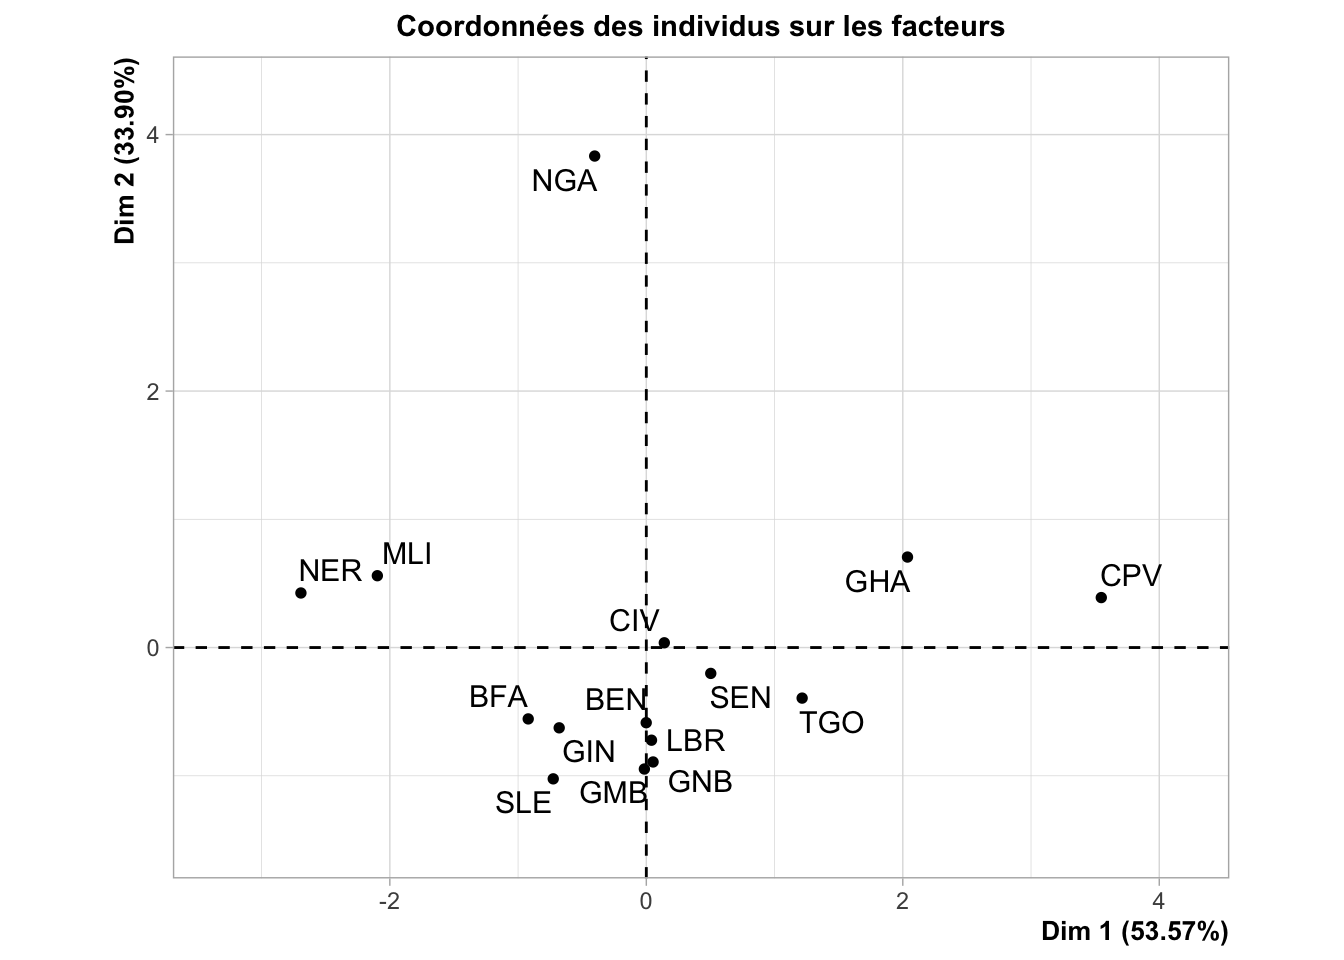 Coordonnées des individus sur les facteurs
Dim 2 (33.90%)
4
2
0
NGA
NER
MLI
GHA
CPV
CIV
BFA
BEN
SEN
TGO
GIN
LBR
SLE
GMB
GNB
-2
0
2
4
Dim 1 (53.57%)